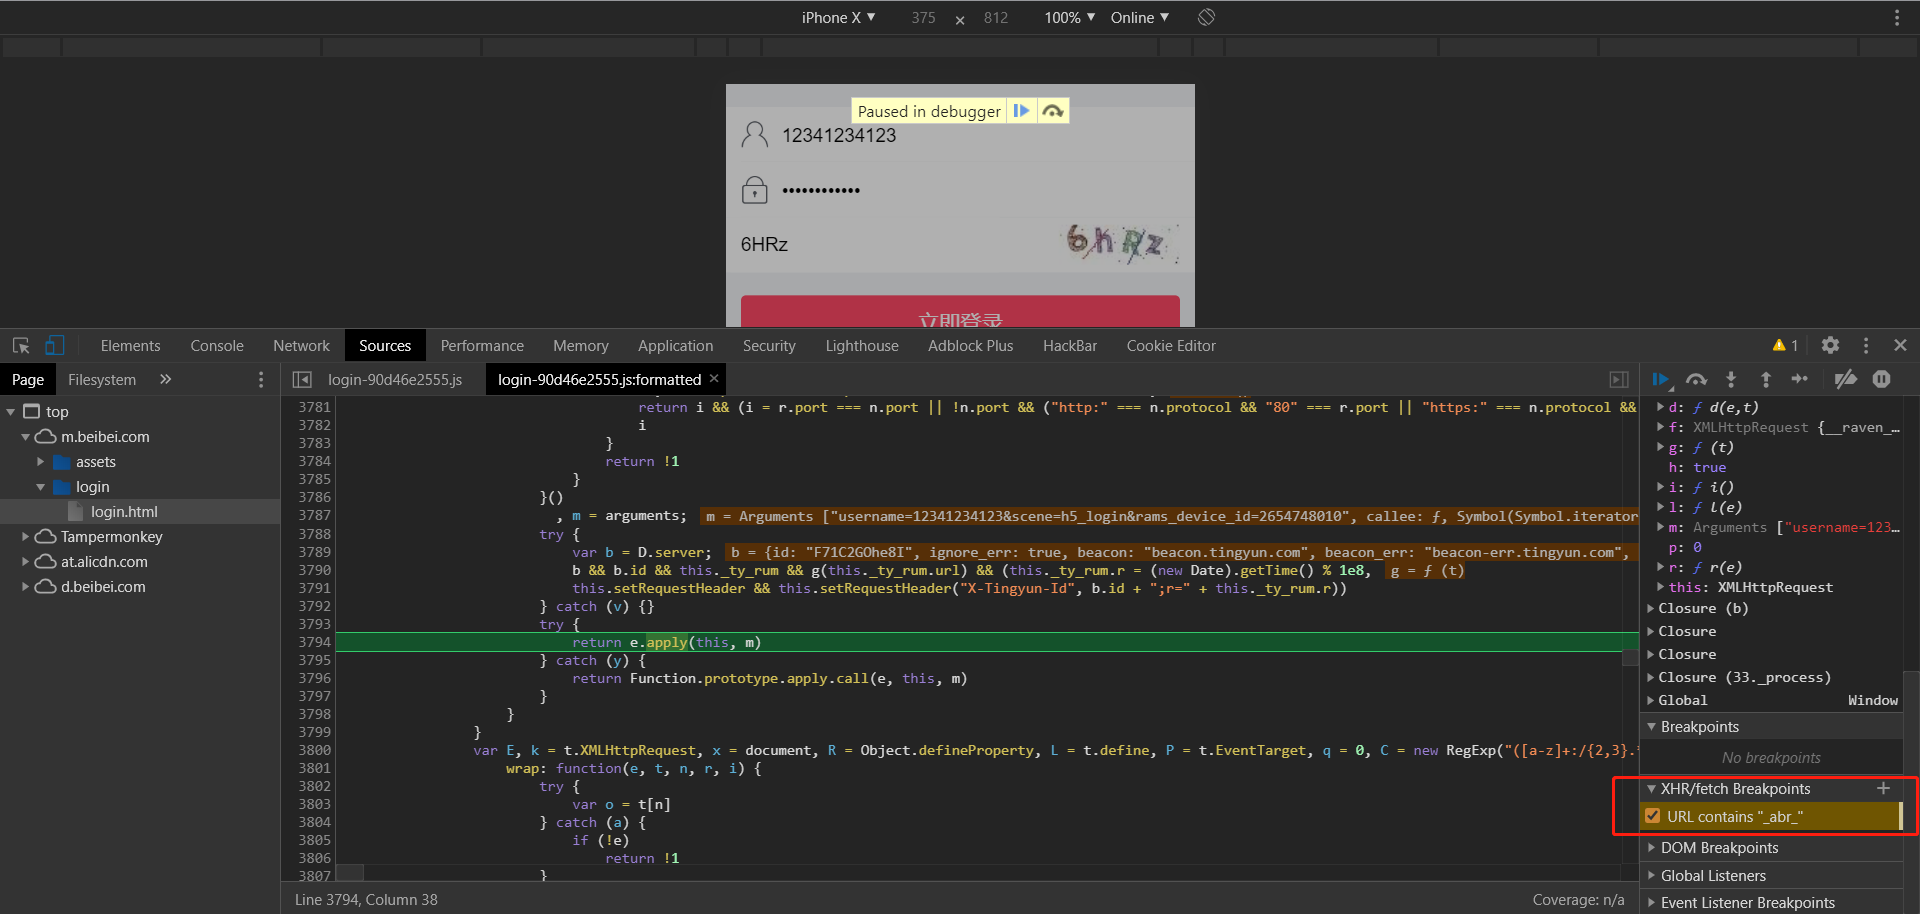 iPhone X ▼ 375 × 812 100% ▼ Online ▼
Paused in debugger
12341234123
••••••••••••
6HRz
6hRz
立即登录
Elements Console Network Sources Performance Memory Application Security Lighthouse Adblock Plus HackBar Cookie Editor 1
Page Filesystem »
login-90d46e2555.js login-90d46e2555.js:formatted ×
top
m.beibei.com
assets
login
login.html
Tampermonkey
at.alicdn.com
d.beibei.com
3781 return i && (i = r.port === n.port || !n.port && ("http:" === n.protocol && "80" === r.port || "https:" === n.protocol &&
3782 i
3783 }
3784 return !1
3785 }
3786 }()
3787 , m = arguments; m = Arguments ["username=12341234123&scene=h5_login&rams_device_id=2654748010", callee: ƒ, Symbol(Symbol.iterator
3788 try {
3789 var b = D.server; b = {id: "F71C2GOhe8I", ignore_err: true, beacon: "beacon.tingyun.com", beacon_err: "beacon-err.tingyun.com",
3790 b && b.id && this._ty_rum && g(this._ty_rum.url) && (this._ty_rum.r = (new Date).getTime() % 1e8, g = ƒ (t)
3791 this.setRequestHeader && this.setRequestHeader("X-Tingyun-Id", b.id + ";r=" + this._ty_rum.r))
3792 } catch (v) {}
3793 try {
3794 return e.apply(this, m)
3795 } catch (y) {
3796 return Function.prototype.apply.call(e, this, m)
3797 }
3798 }
3799 }
3800 var E, k = t.XMLHttpRequest, x = document, R = Object.defineProperty, L = t.define, P = t.EventTarget, q = 0, C = new RegExp("([a-z]+:/{2,3}.*
3801 wrap: function(e, t, n, r, i) {
3802 try {
3803 var o = t[n]
3804 } catch (a) {
3805 if (!e)
3806 return !1
3807 }
Line 3794, Column 38
Coverage: n/a
d: ƒ d(e,t)
f: XMLHttpRequest {__raven_…
g: ƒ (t)
h: true
i: ƒ i()
l: ƒ l(e)
m: Arguments ["username=123…
p: 0
r: ƒ r(e)
this: XMLHttpRequest
Closure (b)
Closure
Closure
Closure (33._process)
Global Window
Breakpoints
No breakpoints
XHR/fetch Breakpoints +
URL contains "_abr_"
DOM Breakpoints
Global Listeners
Event Listener Breakpoints